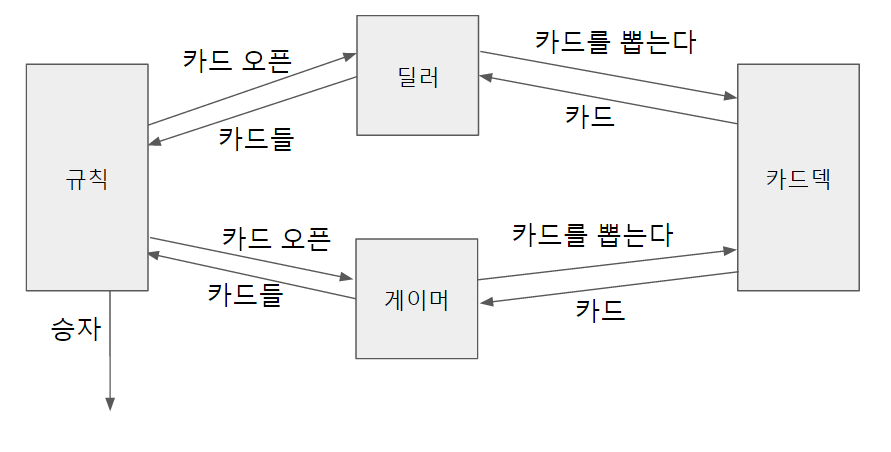 카드 오픈
딜러
카드를 뽑는다
카드들
카드
규칙
카드덱
카드 오픈
카드를 뽑는다
카드들
게이머
카드
승자